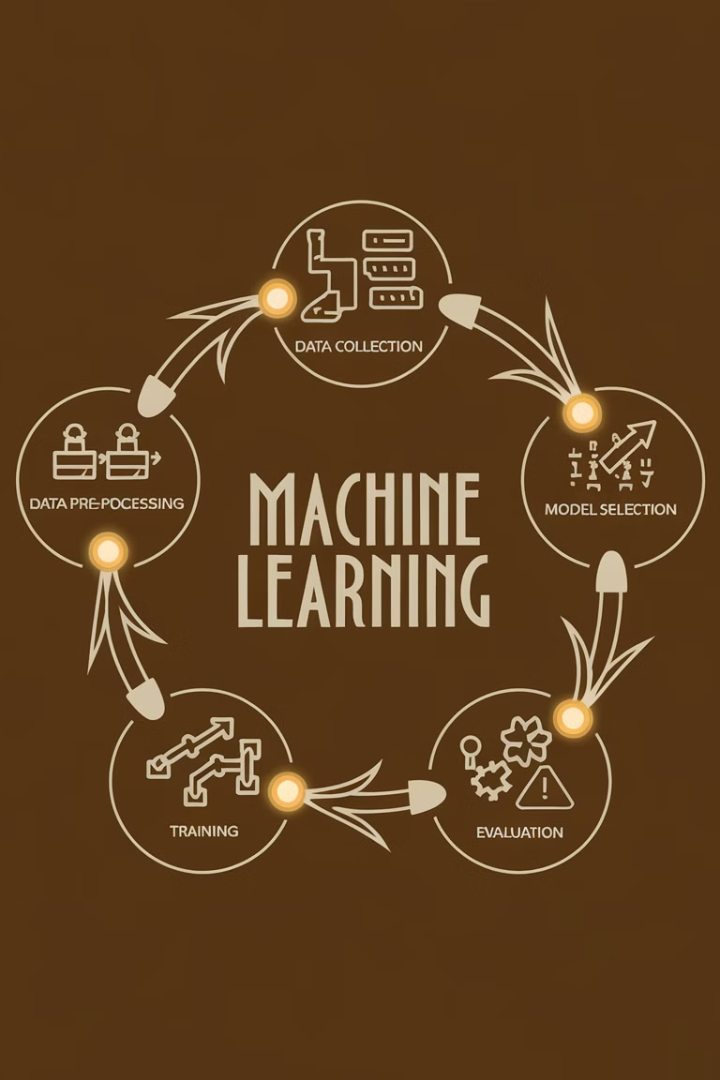 DATA COLLECTION
DATA PRE-POCESSING
MODEL SELECTION
MACHINE
LEARNING
TRAINING
EVALUATION